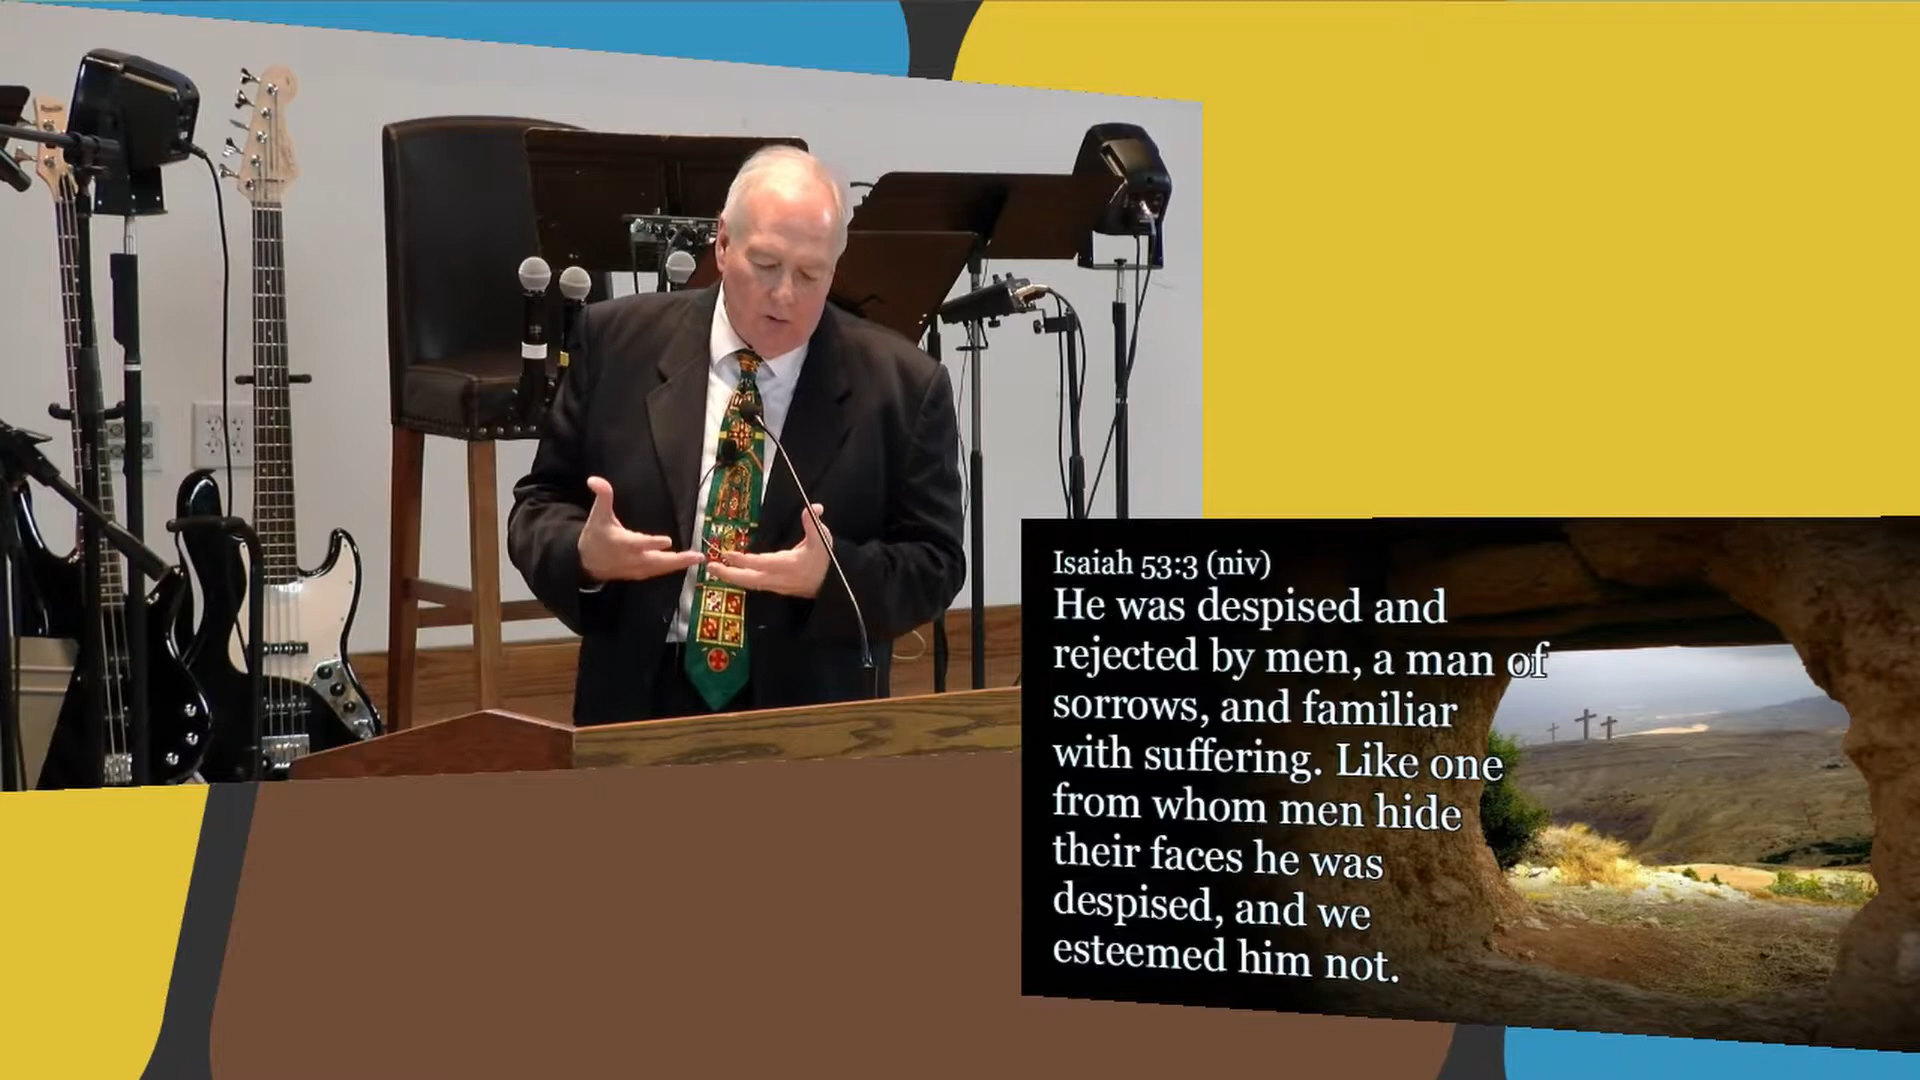 Isaiah 53:3 (niv)
He was despised and
rejected by men, a man of
sorrows, and familiar
with suffering. Like one
from whom men hide
their faces he was
despised, and we
esteemed him not.